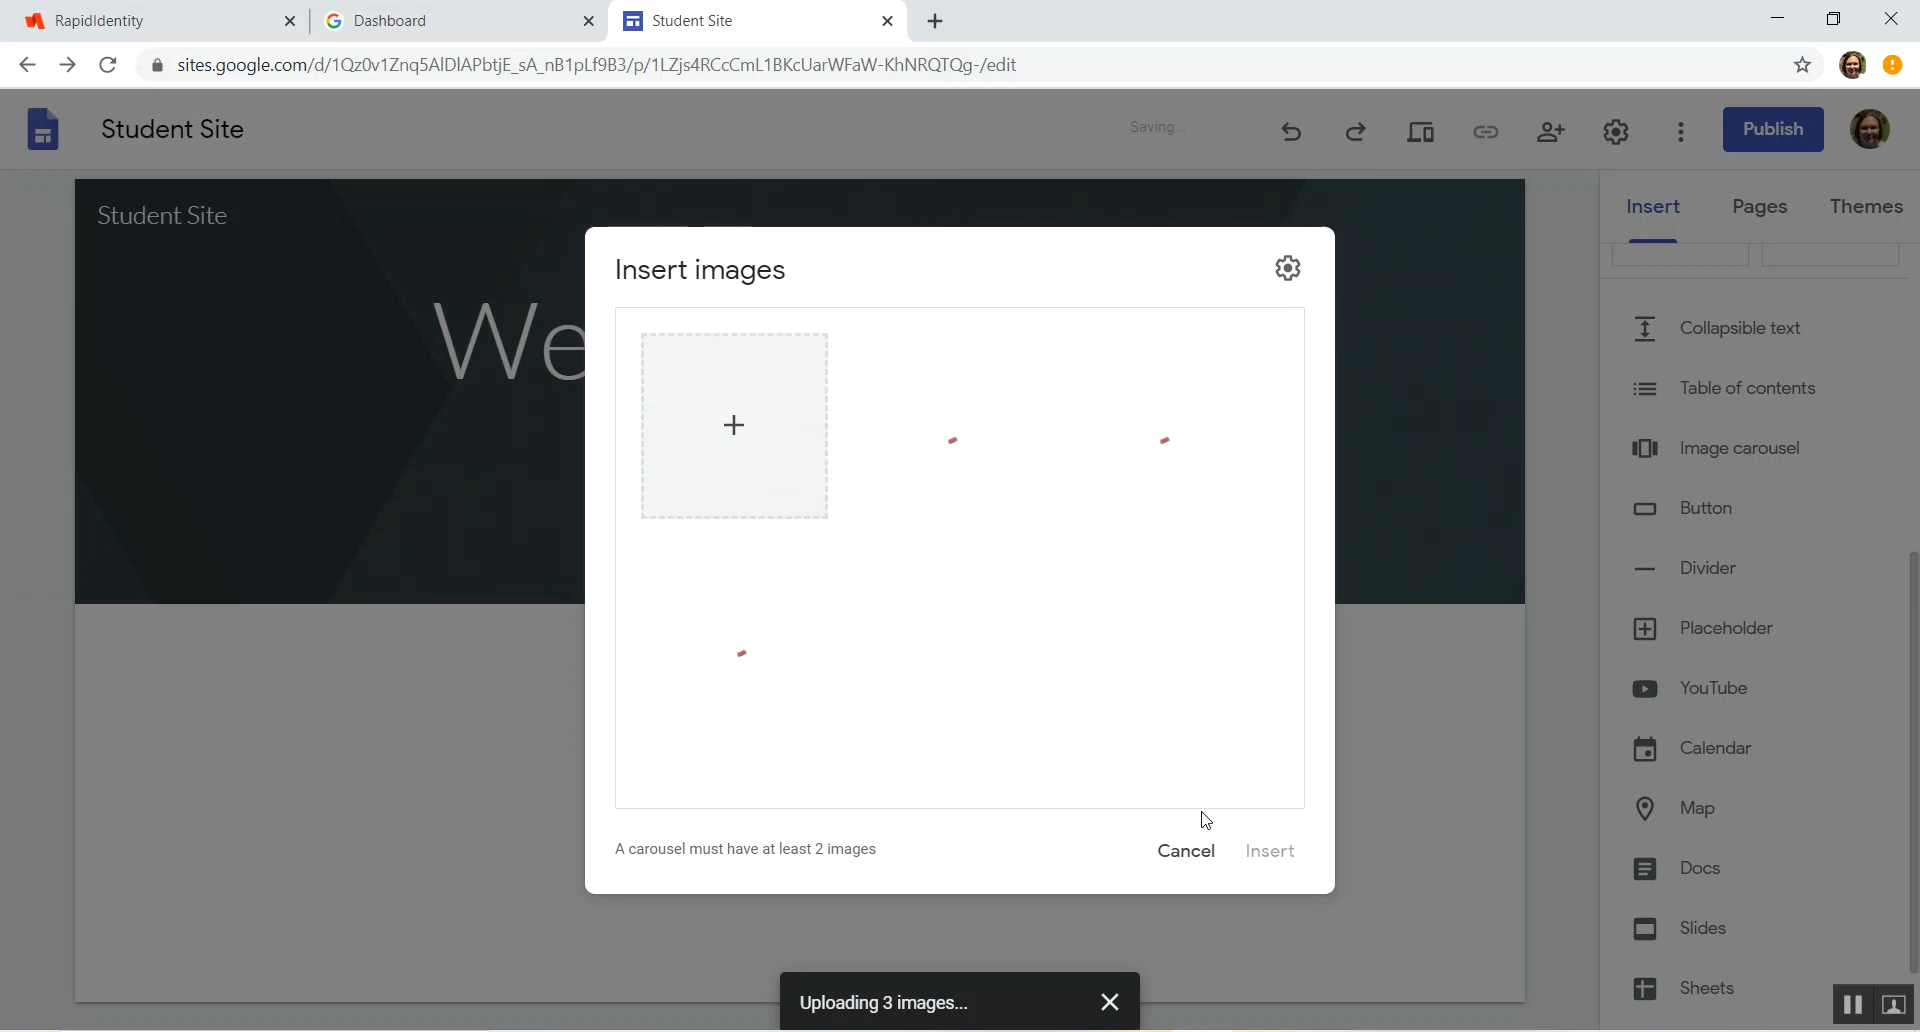 RapidIdentity
Dashboard
Student Site
sites.google.com/d/1Qz0v1Znq5AlDlAPbtjE_sA_nB1pLf9B3/p/1LZjs4RCcCmL1BKcUarWFaW-KhNRQTQg-/edit
Student Site
Saving...
Publish
Insert
Pages
Themes
Student Site
We
Insert images
A carousel must have at least 2 images
Cancel
Insert
Uploading 3 images...
Collapsible text
Table of contents
Image carousel
Button
Divider
Placeholder
YouTube
Calendar
Map
Docs
Slides
Sheets